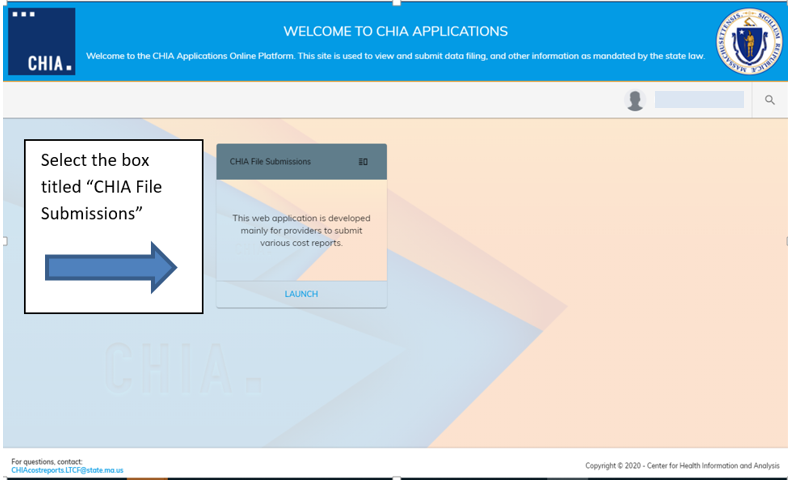 WELCOME TO CHIA APPLICATIONS
CHIA.
Welcome to the CHIA Applications Online Platform. This site is used to view and submit data filing, and other information as mandated by the state law.
Select the box
titled “CHIA File
Submissions”
CHIA File Submissions
This web application is developed
mainly for providers to submit
various cost reports.
LAUNCH
CHIA.
For questions, contact:
CHIAcostreports.LTCF@state.ma.us
Copyright © 2020 - Center for Health Information and Analysis